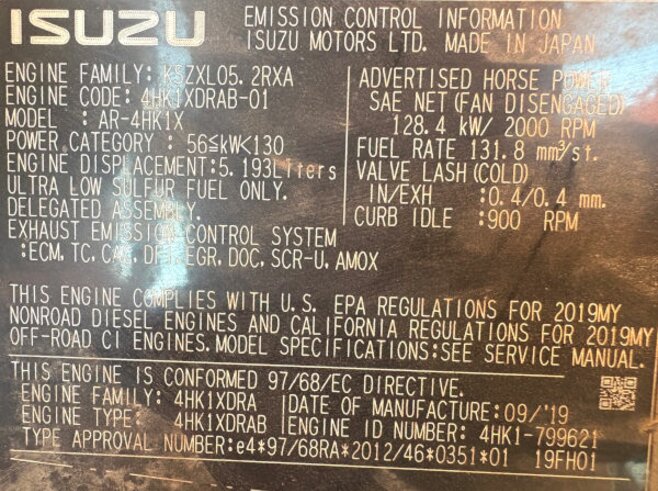 ISUZU
EMISSION CONTROL INFORMATION
ISUZU MOTORS LTD. MADE IN JAPAN
ENGINE FAMILY: KSZXL05.2RXA
ENGINE CODE: 4HK1XDRAB-01
MODEL : AR-4HK1X
POWER CATEGORY : 56≦kW<130
ENGINE DISPLACEMENT:5.193Liters
ULTRA LOW SULFUR FUEL ONLY.
DELEGATED ASSEMBLY.
EXHAUST EMISSION CONTROL SYSTEM
:ECM,TC,CAC,DFI,EGR,DOC,SCR-U,AMOX
ADVERTISED HORSE POWER
SAE NET(FAN DISENGAGED)
128.4 kW/ 2000 RPM
FUEL RATE 131.8 mm³/st.
VALVE LASH(COLD)
IN/EXH :0.4/0.4 mm.
CURB IDLE :900 RPM
THIS ENGINE COMPLIES WITH U.S. EPA REGULATIONS FOR 2019MY
NONROAD DIESEL ENGINES AND CALIFORNIA REGULATIONS FOR 2019MY
OFF-ROAD CI ENGINES.MODEL SPECIFICATIONS:SEE SERVICE MANUAL.
THIS ENGINE IS CONFORMED 97/68/EC DIRECTIVE.
ENGINE FAMILY: 4HK1XDRA DATE OF MANUFACTURE:09/'19
ENGINE TYPE: 4HK1XDRAB ENGINE ID NUMBER: 4HK1-799621
TYPE APPROVAL NUMBER:e4*97/68RA*2012/46*0351*01 19FH01